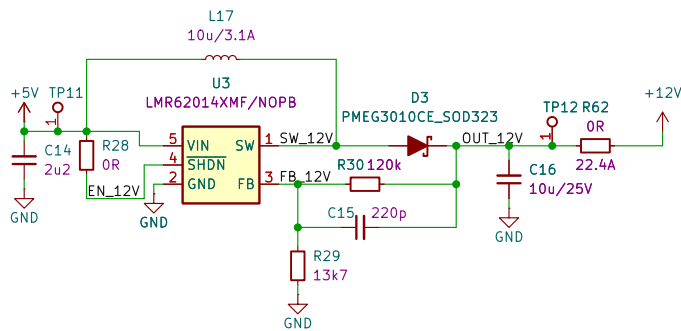 L17
10u/3.1A
+5V
TP11
1
U3
LMR62014XMF/NOPB
D3
PMEG3010CE_SOD323
TP12
1
R62
0R
22.4A
+12V
C14
2u2
GND
R28
0R
EN_12V
5
VIN
4
SHDN
2
GND
SW
1
SW_12V
FB
3
FB_12V
GND
R30
120k
OUT_12V
C16
10u/25V
GND
C15
220p
R29
13k7
GND